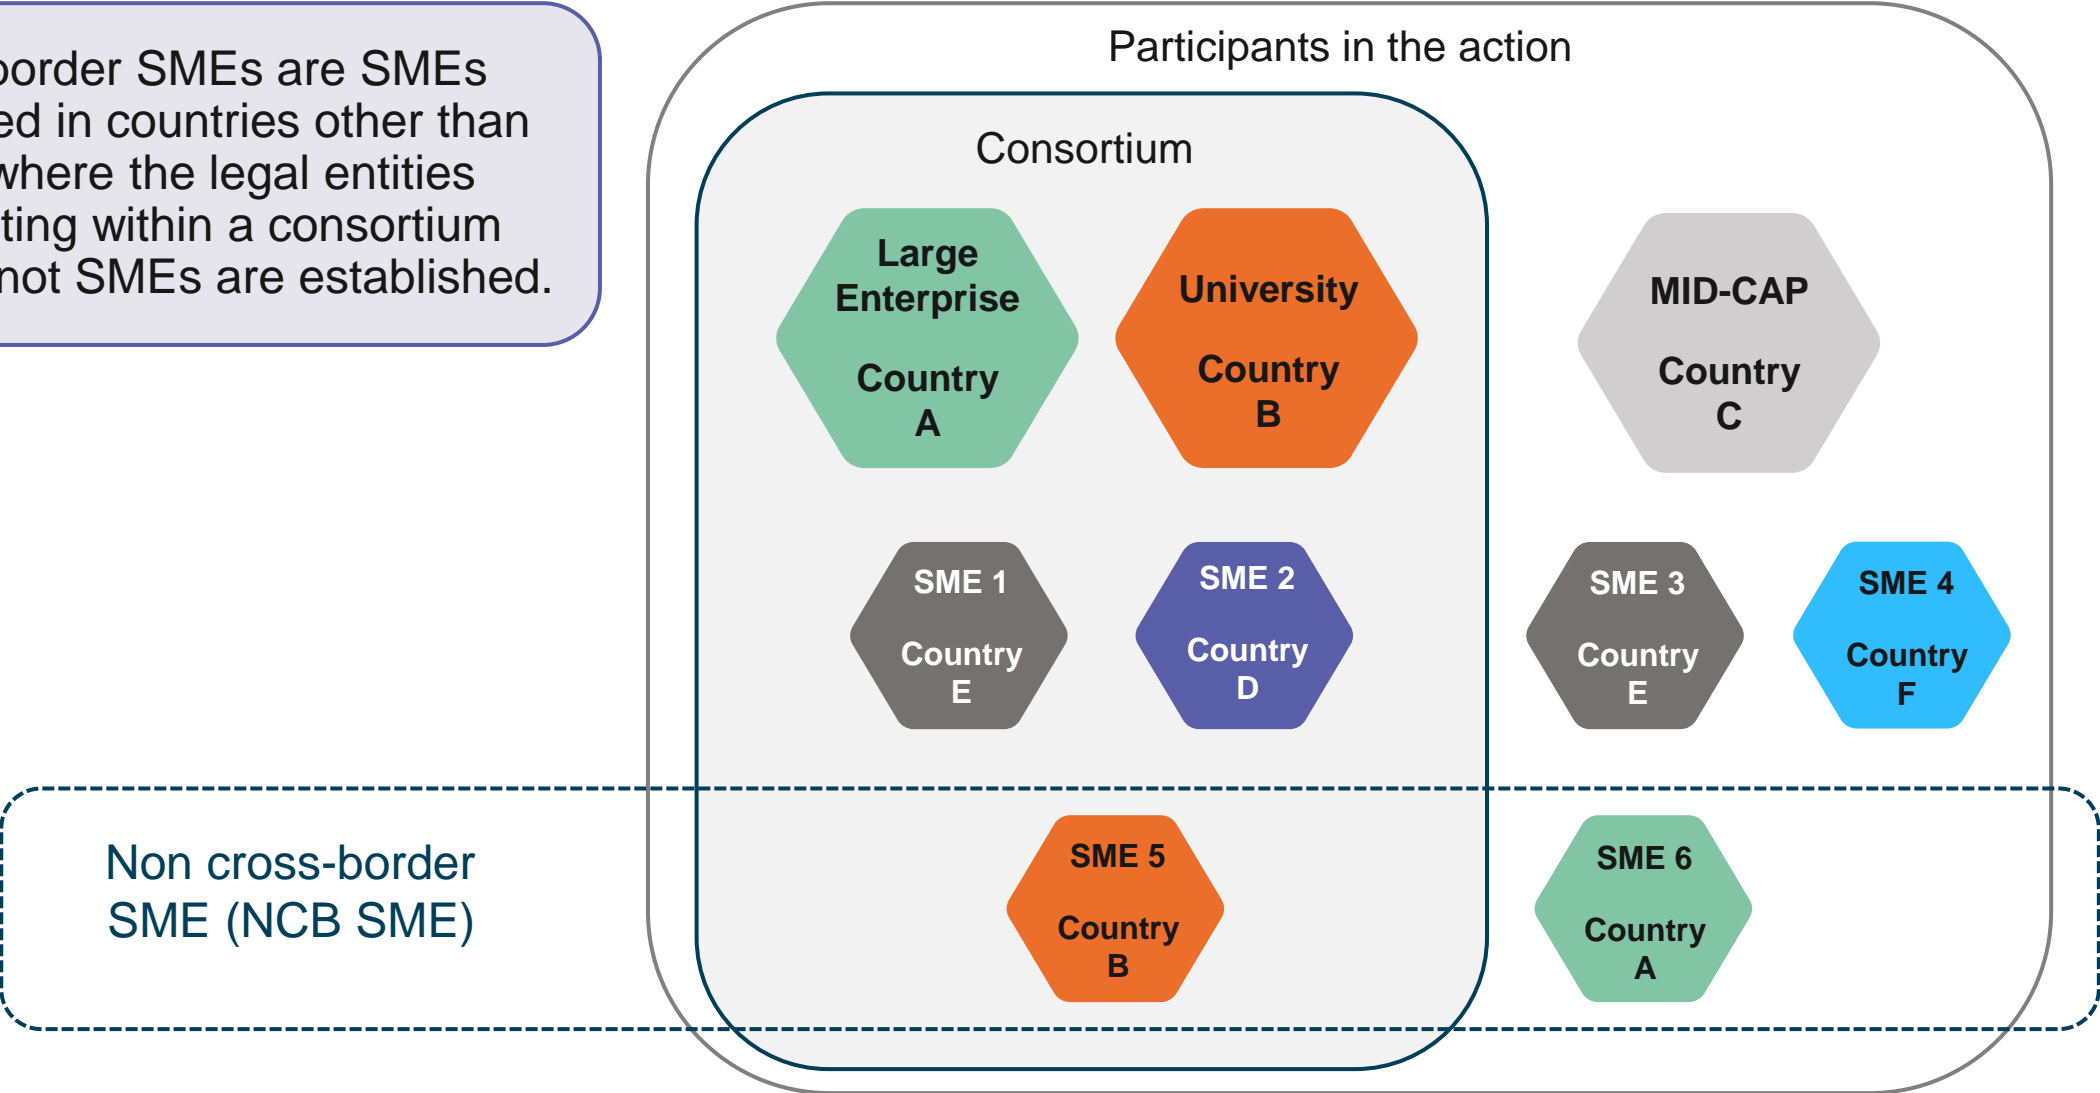 border SMEs are SMEs
ed in countries other than
where the legal entities
ting within a consortium
not SMEs are established.
Participants in the action
Consortium
Large
Enterprise
Country
A
University
Country
B
MID-CAP
Country
C
SME 1
Country
E
SME 2
Country
D
SME 3
Country
E
SME 4
Country
F
Non cross-border
SME (NCB SME)
SME 5
Country
B
SME 6
Country
A